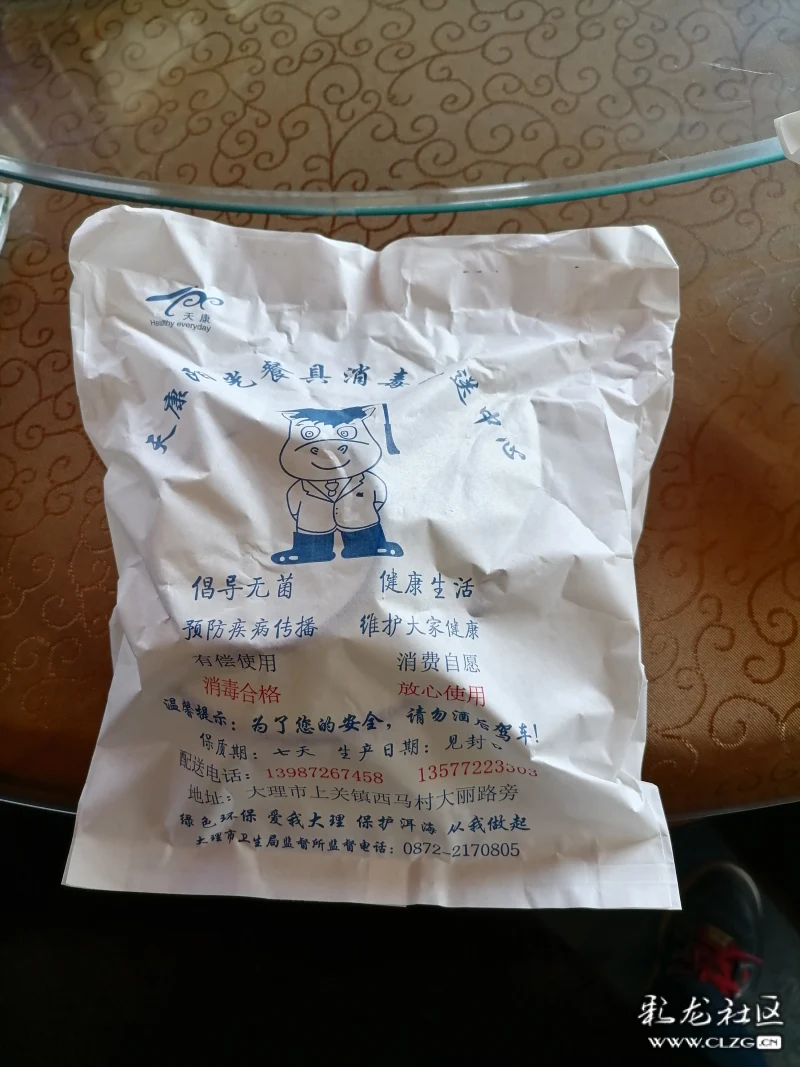 天康
Healthy everyday
天康阳光餐具消毒 送中心
倡导无菌 健康生活
预防疾病传播 维护大家健康
有偿使用 消费自愿
消毒合格 放心使用
温馨提示：为了您的安全，请勿酒后驾车！
保质期：七天 生产日期：见封口
配送电话：13987267458 13577223303
地址：大理市上关镇西马村大丽路旁
绿色环保 爱我大理 保护洱海 从我做起
大理市卫生局监督所监督电话：0872-2170805
彩龙社区
WWW.CLZG.CN